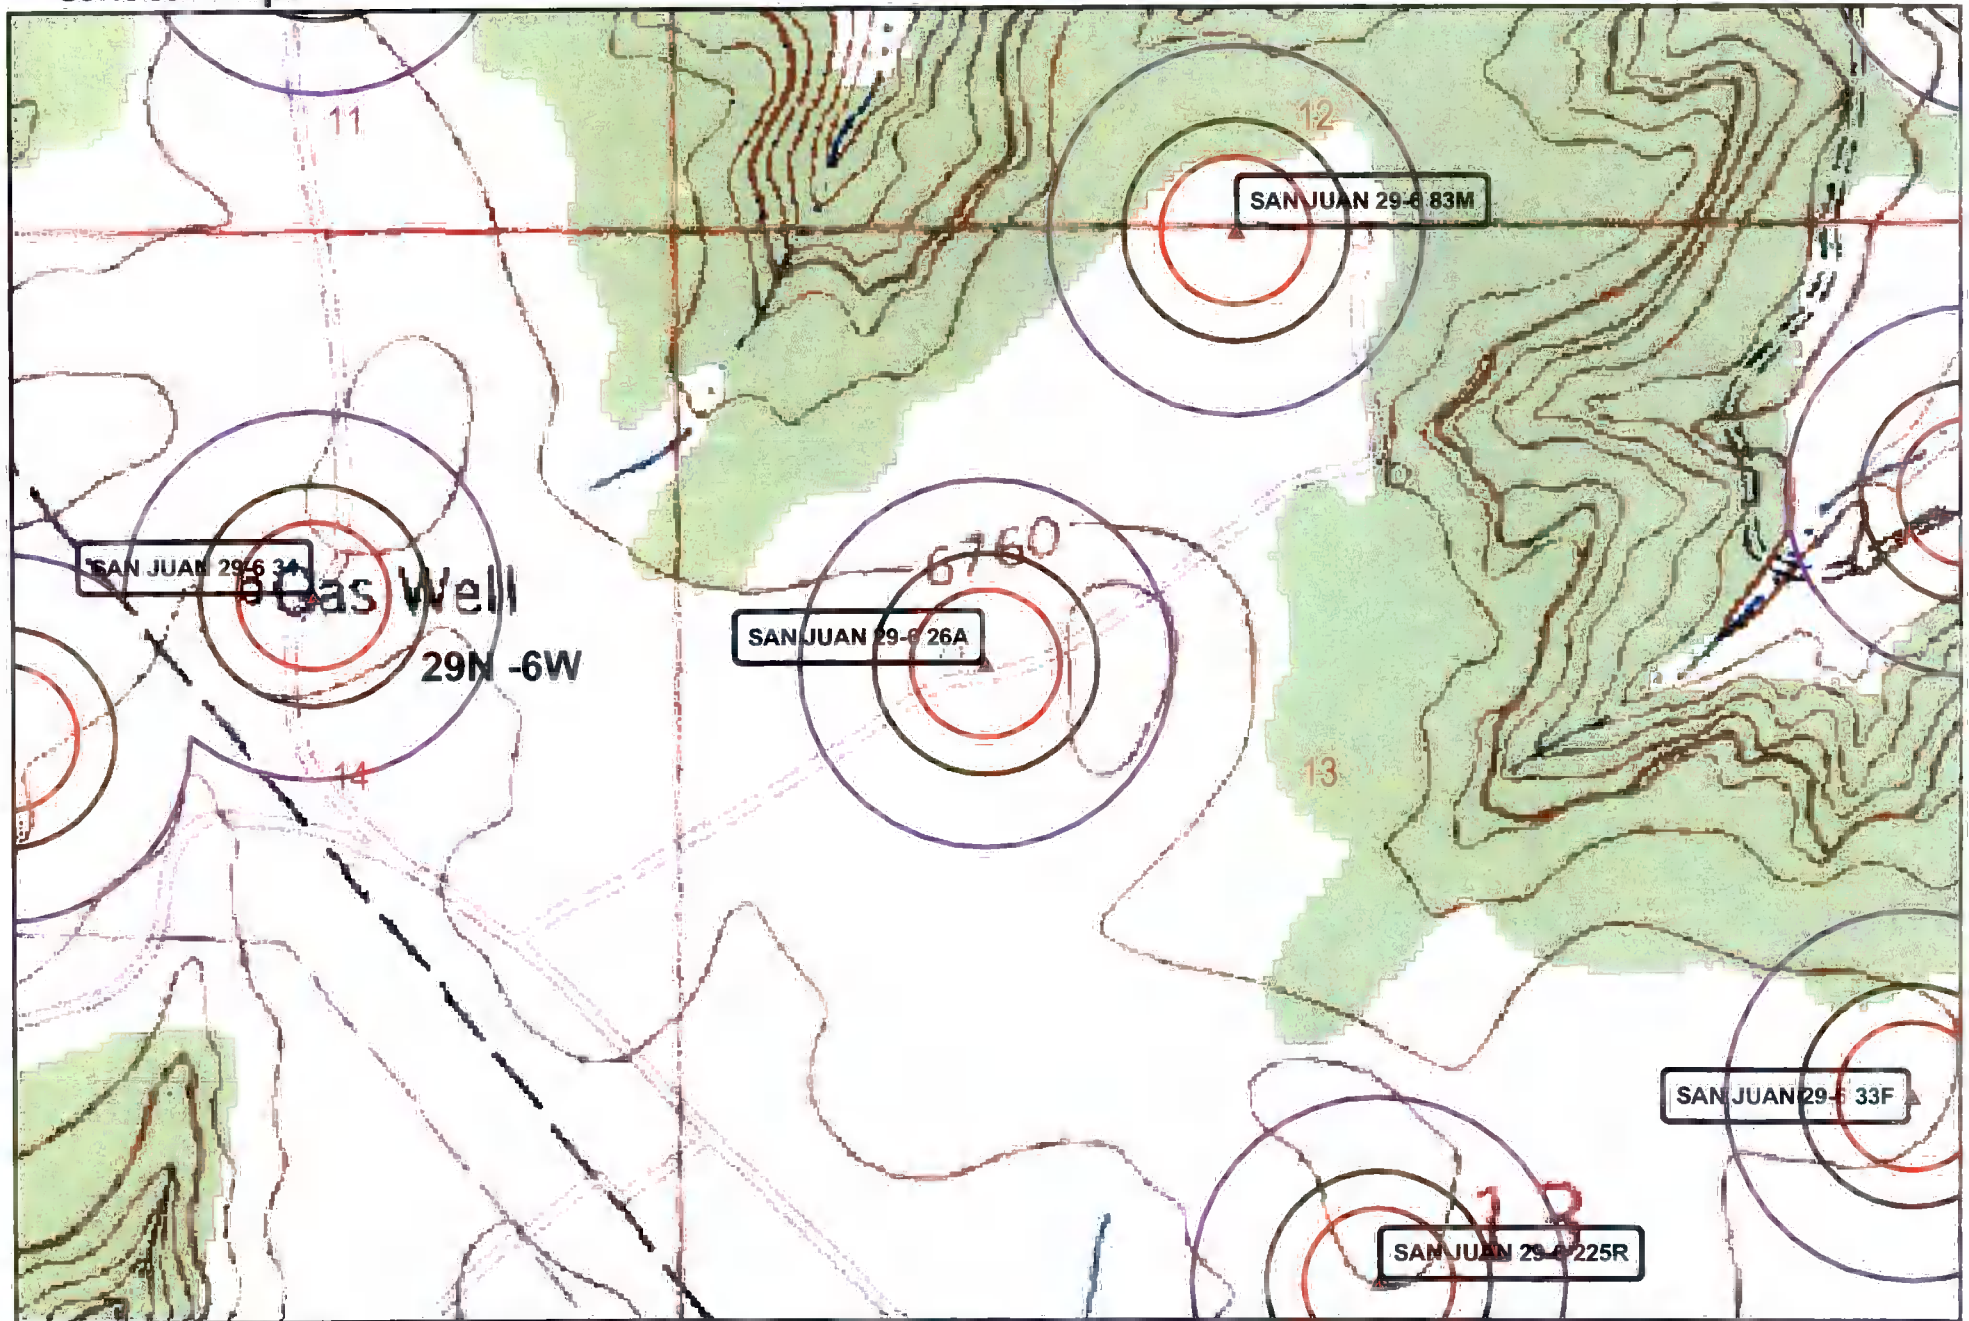 11
12
SAN JUAN 29-6 83M
6760
SAN JUAN 29-6 34
Gas Well
SAN JUAN 29-6 26A
29N -6W
14
13
SAN JUAN 29-6 33F
13
SAN JUAN 29-6 225R